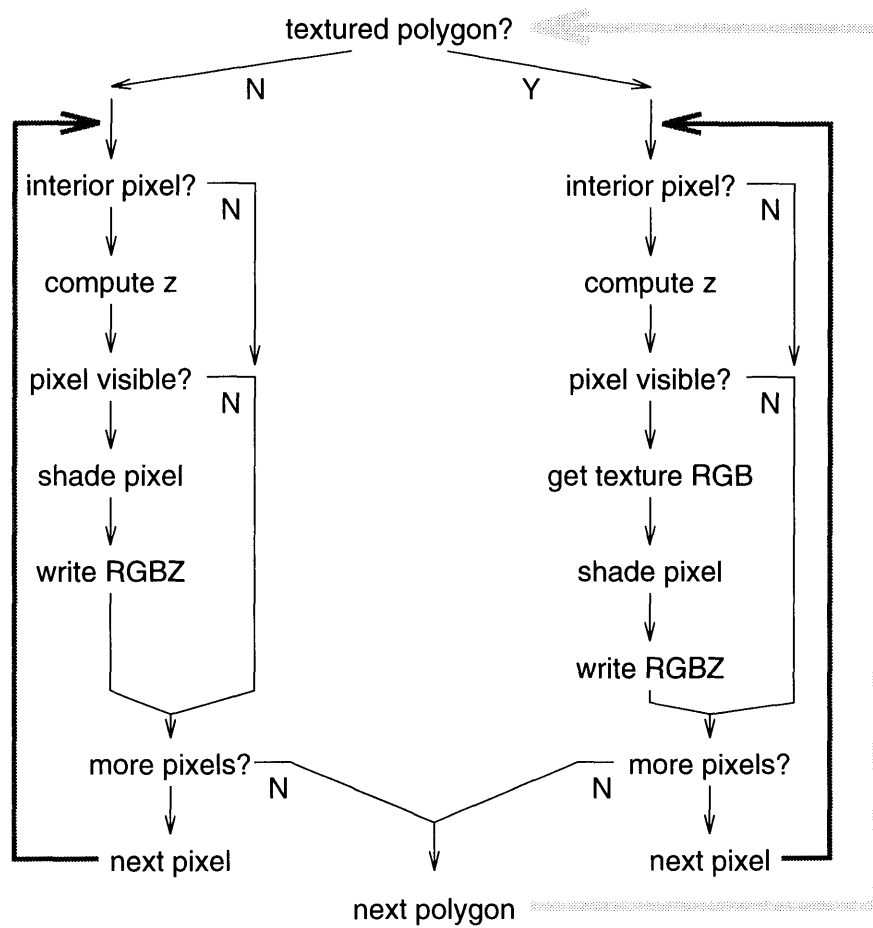 textured polygon?
N
Y
interior pixel?
N
interior pixel?
N
compute z
compute z
pixel visible?
N
pixel visible?
N
shade pixel
get texture RGB
write RGBZ
shade pixel
write RGBZ
more pixels?
N
N
more pixels?
next pixel
next pixel
next polygon